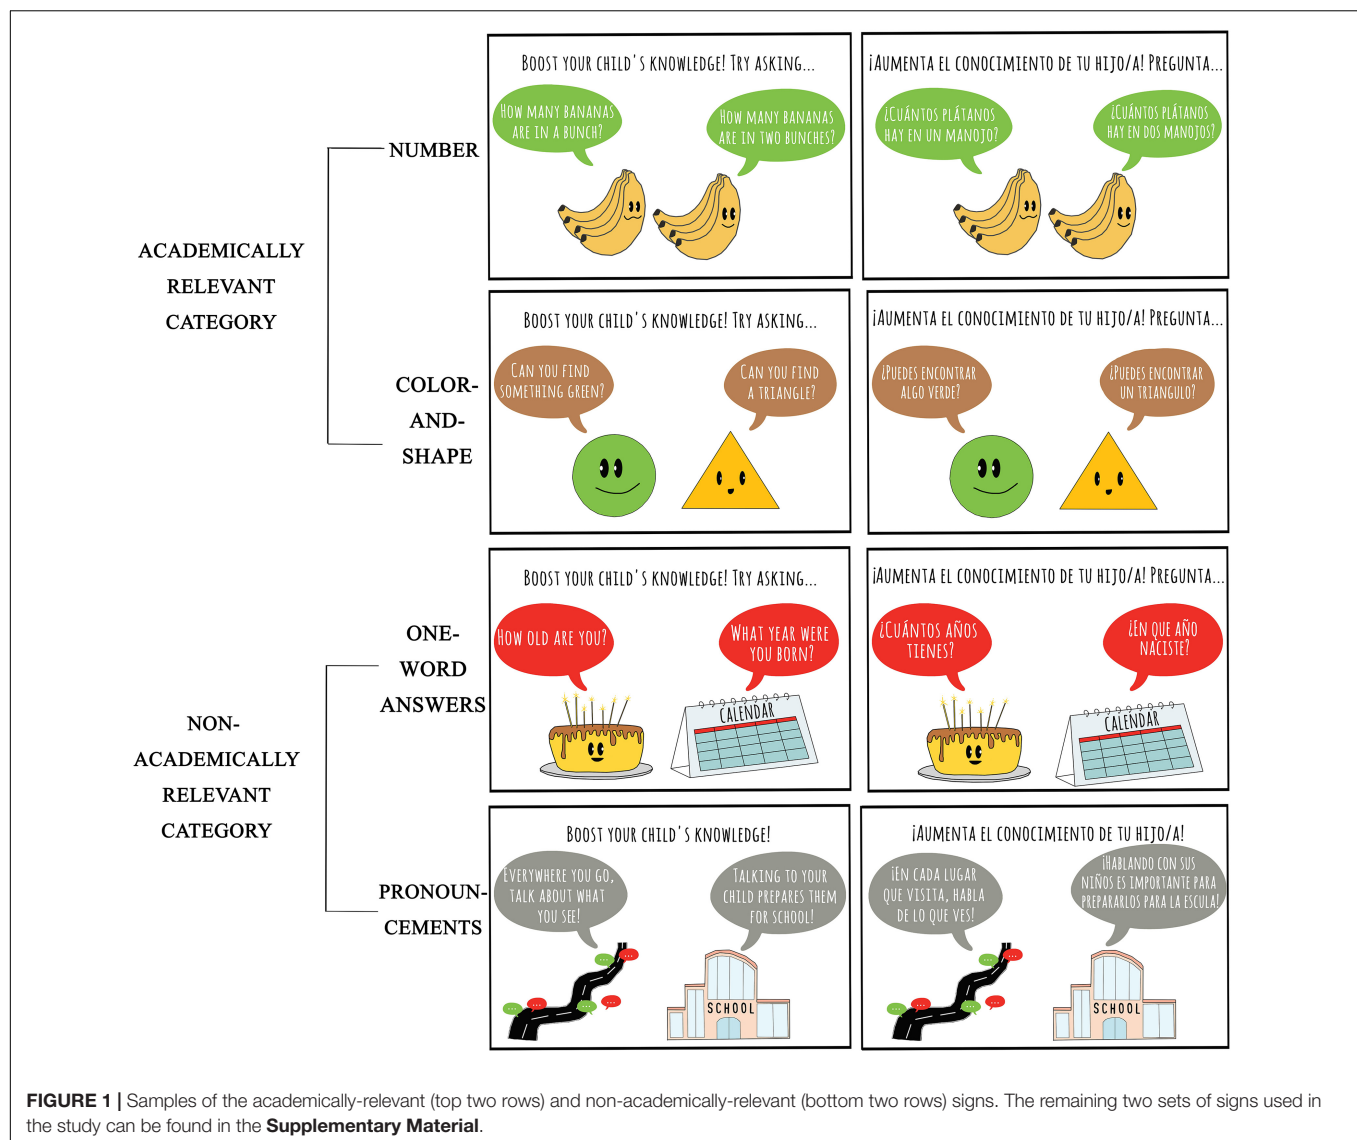 BOOST YOUR CHILD'S KNOWLEDGE! TRY ASKING...
HOW MANY BANANAS
ARE IN A BUNCH?
HOW MANY BANANAS
ARE IN TWO BUNCHES?
¡AUMENTA EL CONOCIMIENTO DE TU HIJO/A! PREGUNTA...
¿CUÁNTOS PLÁTANOS
HAY EN UN MANOJO?
¿CUÁNTOS PLÁTANOS
HAY EN DOS MANOJOS?
NUMBER
ACADEMICALLY
RELEVANT
CATEGORY
BOOST YOUR CHILD'S KNOWLEDGE! TRY ASKING...
CAN YOU FIND
SOMETHING GREEN?
CAN YOU FIND
A TRIANGLE?
¡AUMENTA EL CONOCIMIENTO DE TU HIJO/A! PREGUNTA...
¿PUEDES ENCONTRAR
ALGO VERDE?
¿PUEDES ENCONTRAR
UN TRIANGULO?
COLOR-
AND-
SHAPE
BOOST YOUR CHILD'S KNOWLEDGE! TRY ASKING...
HOW OLD ARE YOU?
WHAT YEAR WERE
YOU BORN?
CALENDAR
¡AUMENTA EL CONOCIMIENTO DE TU HIJO/A! PREGUNTA...
¿CUÁNTOS AÑOS
TIENES?
¿EN QUE AÑO
NACISTE?
CALENDAR
ONE-
WORD
ANSWERS
NON-
ACADEMICALLY
RELEVANT
CATEGORY
BOOST YOUR CHILD'S KNOWLEDGE!
EVERYWHERE YOU GO,
TALK ABOUT WHAT
YOU SEE!
TALKING TO YOUR
CHILD PREPARES THEM
FOR SCHOOL!
SCHOOL
¡AUMENTA EL CONOCIMIENTO DE TU HIJO/A!
¡EN CADA LUGAR
QUE VISITA, HABLA
DE LO QUE VES!
¡HABLANDO CON SUS
NIÑOS ES IMPORTANTE PARA
PREPARARLOS PARA LA ESCULA!
SCHOOL
PRONOUN-
CEMENTS
FIGURE 1 | Samples of the academically-relevant (top two rows) and non-academically-relevant (bottom two rows) signs. The remaining two sets of signs used in
the study can be found in the Supplementary Material.